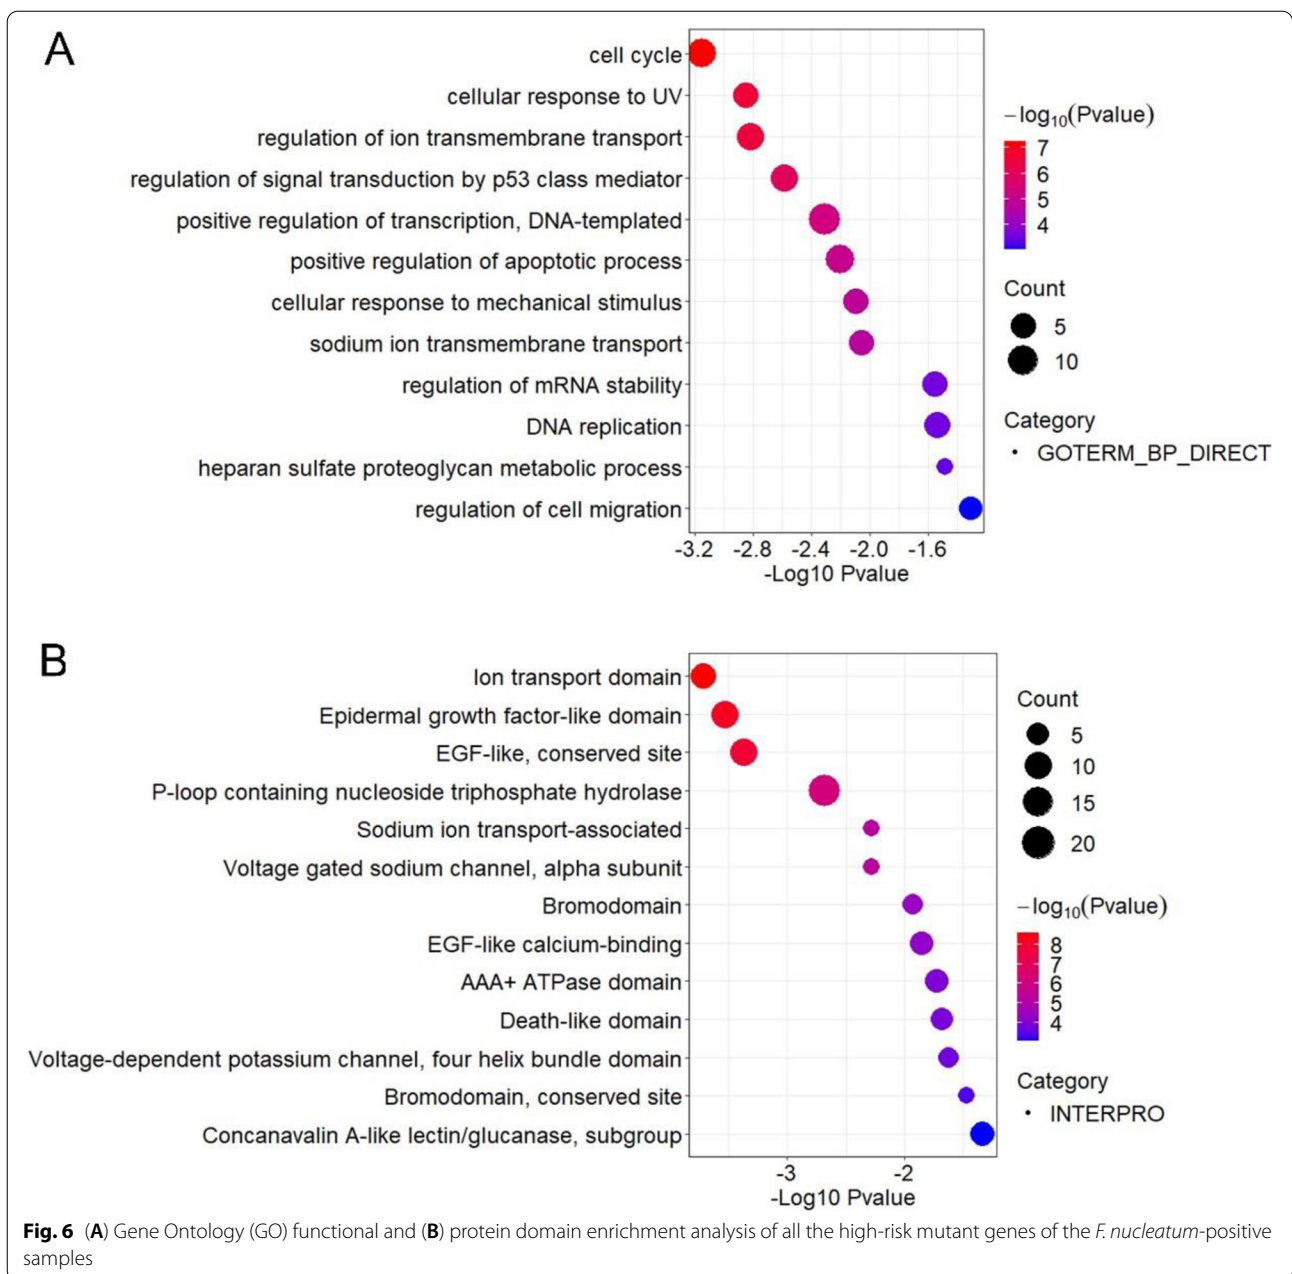 A
cell cycle
cellular response to UV
regulation of ion transmembrane transport
regulation of signal transduction by p53 class mediator
positive regulation of transcription, DNA-templated
positive regulation of apoptotic process
cellular response to mechanical stimulus
sodium ion transmembrane transport
regulation of mRNA stability
DNA replication
heparan sulfate proteoglycan metabolic process
regulation of cell migration
-3.2 -2.8 -2.4 -2.0 -1.6
-Log10 Pvalue
−log₁₀(Pvalue)
7
6
5
4
Count
5
10
Category
GOTERM_BP_DIRECT
B
Ion transport domain
Epidermal growth factor-like domain
EGF-like, conserved site
P-loop containing nucleoside triphosphate hydrolase
Sodium ion transport-associated
Voltage gated sodium channel, alpha subunit
Bromodomain
EGF-like calcium-binding
AAA+ ATPase domain
Death-like domain
Voltage-dependent potassium channel, four helix bundle domain
Bromodomain, conserved site
Concanavalin A-like lectin/glucanase, subgroup
-3 -2
-Log10 Pvalue
Count
5
10
15
20
−log₁₀(Pvalue)
8
7
6
5
4
Category
INTERPRO
Fig. 6 (A) Gene Ontology (GO) functional and (B) protein domain enrichment analysis of all the high-risk mutant genes of the F. nucleatum-positive
samples